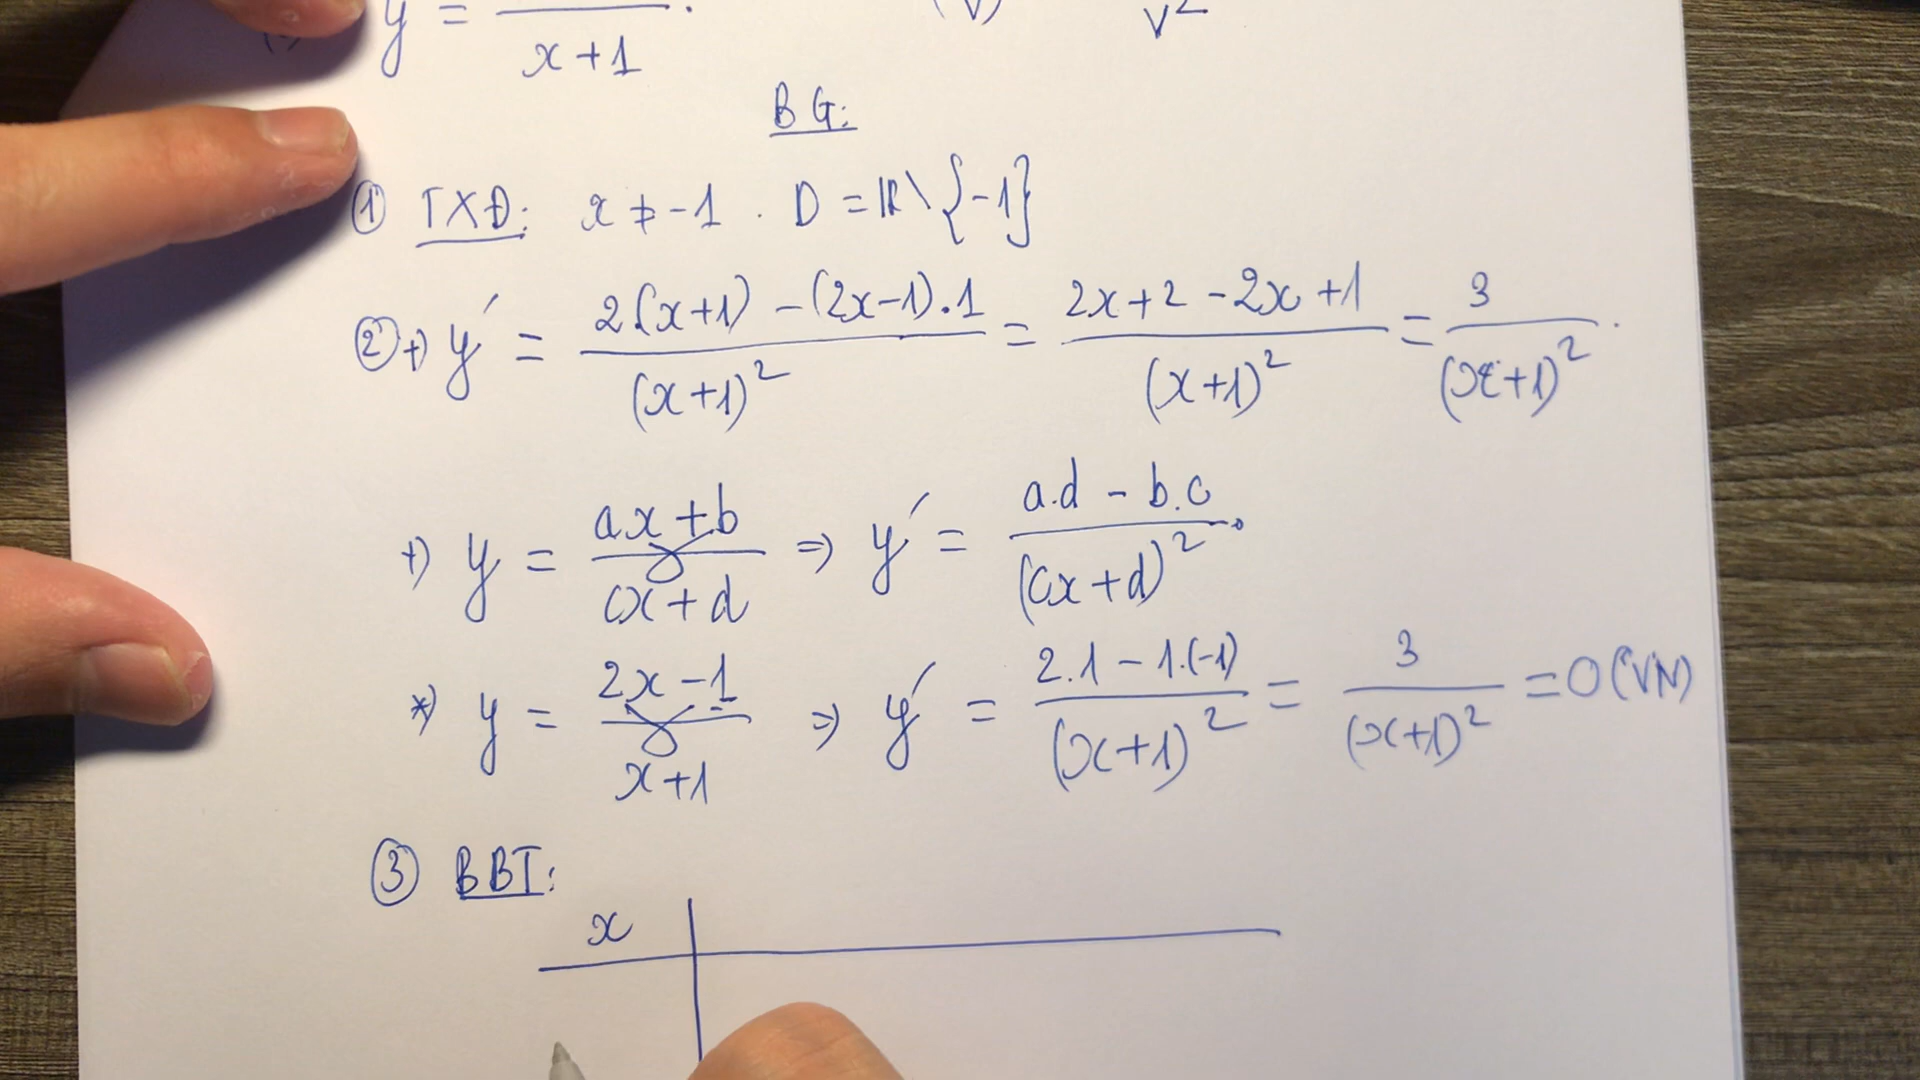 y = ‾‾‾ / (x+1) . (v) v²
BG:
① TXĐ: x ≠ -1 . D = ℝ\{-1}
② +) y' = (2.(x+1) - (2x-1).1) / (x+1)² = (2x+2-2x+1) / (x+1)² = 3 / (x+1)² .
+) y = (ax+b) / (cx+d) => y' = (a.d - b.c) / (cx+d)² .
*) y = (2x-1) / (x+1) => y' = (2.1 - 1.(-1)) / (x+1)² = 3 / (x+1)² = 0 (VN)
③ BBT:
x